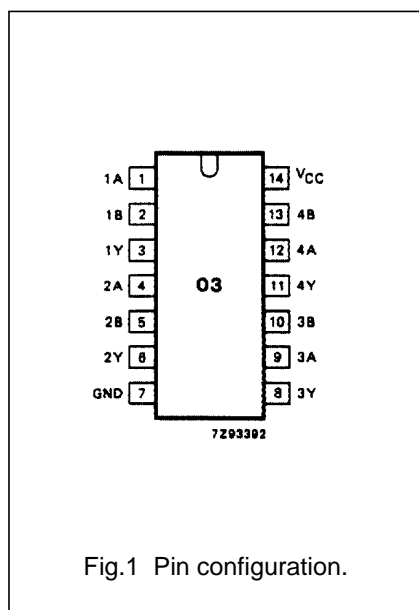 1A 1 14 VCC
1B 2 13 4B
1Y 3 12 4A
2A 4 03 11 4Y
2B 5 10 3B
2Y 6 9 3A
GND 7 8 3Y
7Z93392
Fig.1 Pin configuration.